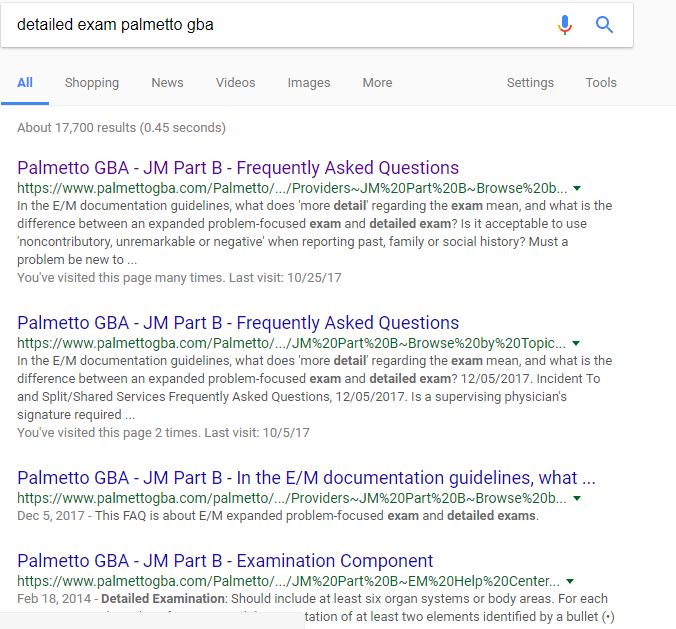 detailed exam palmetto gba
All Shopping News Videos Images More Settings Tools
About 17,700 results (0.45 seconds)
Palmetto GBA - JM Part B - Frequently Asked Questions
https://www.palmettogba.com/Palmetto/.../Providers~JM%20Part%20B~Browse%20b...
In the E/M documentation guidelines, what does 'more detail' regarding the exam mean, and what is the
difference between an expanded problem-focused exam and detailed exam? Is it acceptable to use
'noncontributory, unremarkable or negative' when reporting past, family or social history? Must a
problem be new to ...
You've visited this page many times. Last visit: 10/25/17
Palmetto GBA - JM Part B - Frequently Asked Questions
https://www.palmettogba.com/Palmetto/.../JM%20Part%20B~Browse%20by%20Topic...
In the E/M documentation guidelines, what does 'more detail' regarding the exam mean, and what is the
difference between an expanded problem-focused exam and detailed exam? 12/05/2017. Incident To
and Split/Shared Services Frequently Asked Questions, 12/05/2017. Is a supervising physician's
signature required ...
You've visited this page 2 times. Last visit: 10/5/17
Palmetto GBA - JM Part B - In the E/M documentation guidelines, what ...
https://www.palmettogba.com/palmetto/.../Providers~JM%20Part%20B~Browse%20b...
Dec 5, 2017 - This FAQ is about E/M expanded problem-focused exam and detailed exams.
Palmetto GBA - JM Part B - Examination Component
https://www.palmettogba.com/Palmetto/.../JM%20Part%20B~EM%20Help%20Center...
Feb 18, 2014 - Detailed Examination: Should include at least six organ systems or body areas. For each
tation of at least two elements identified by a bullet (•)